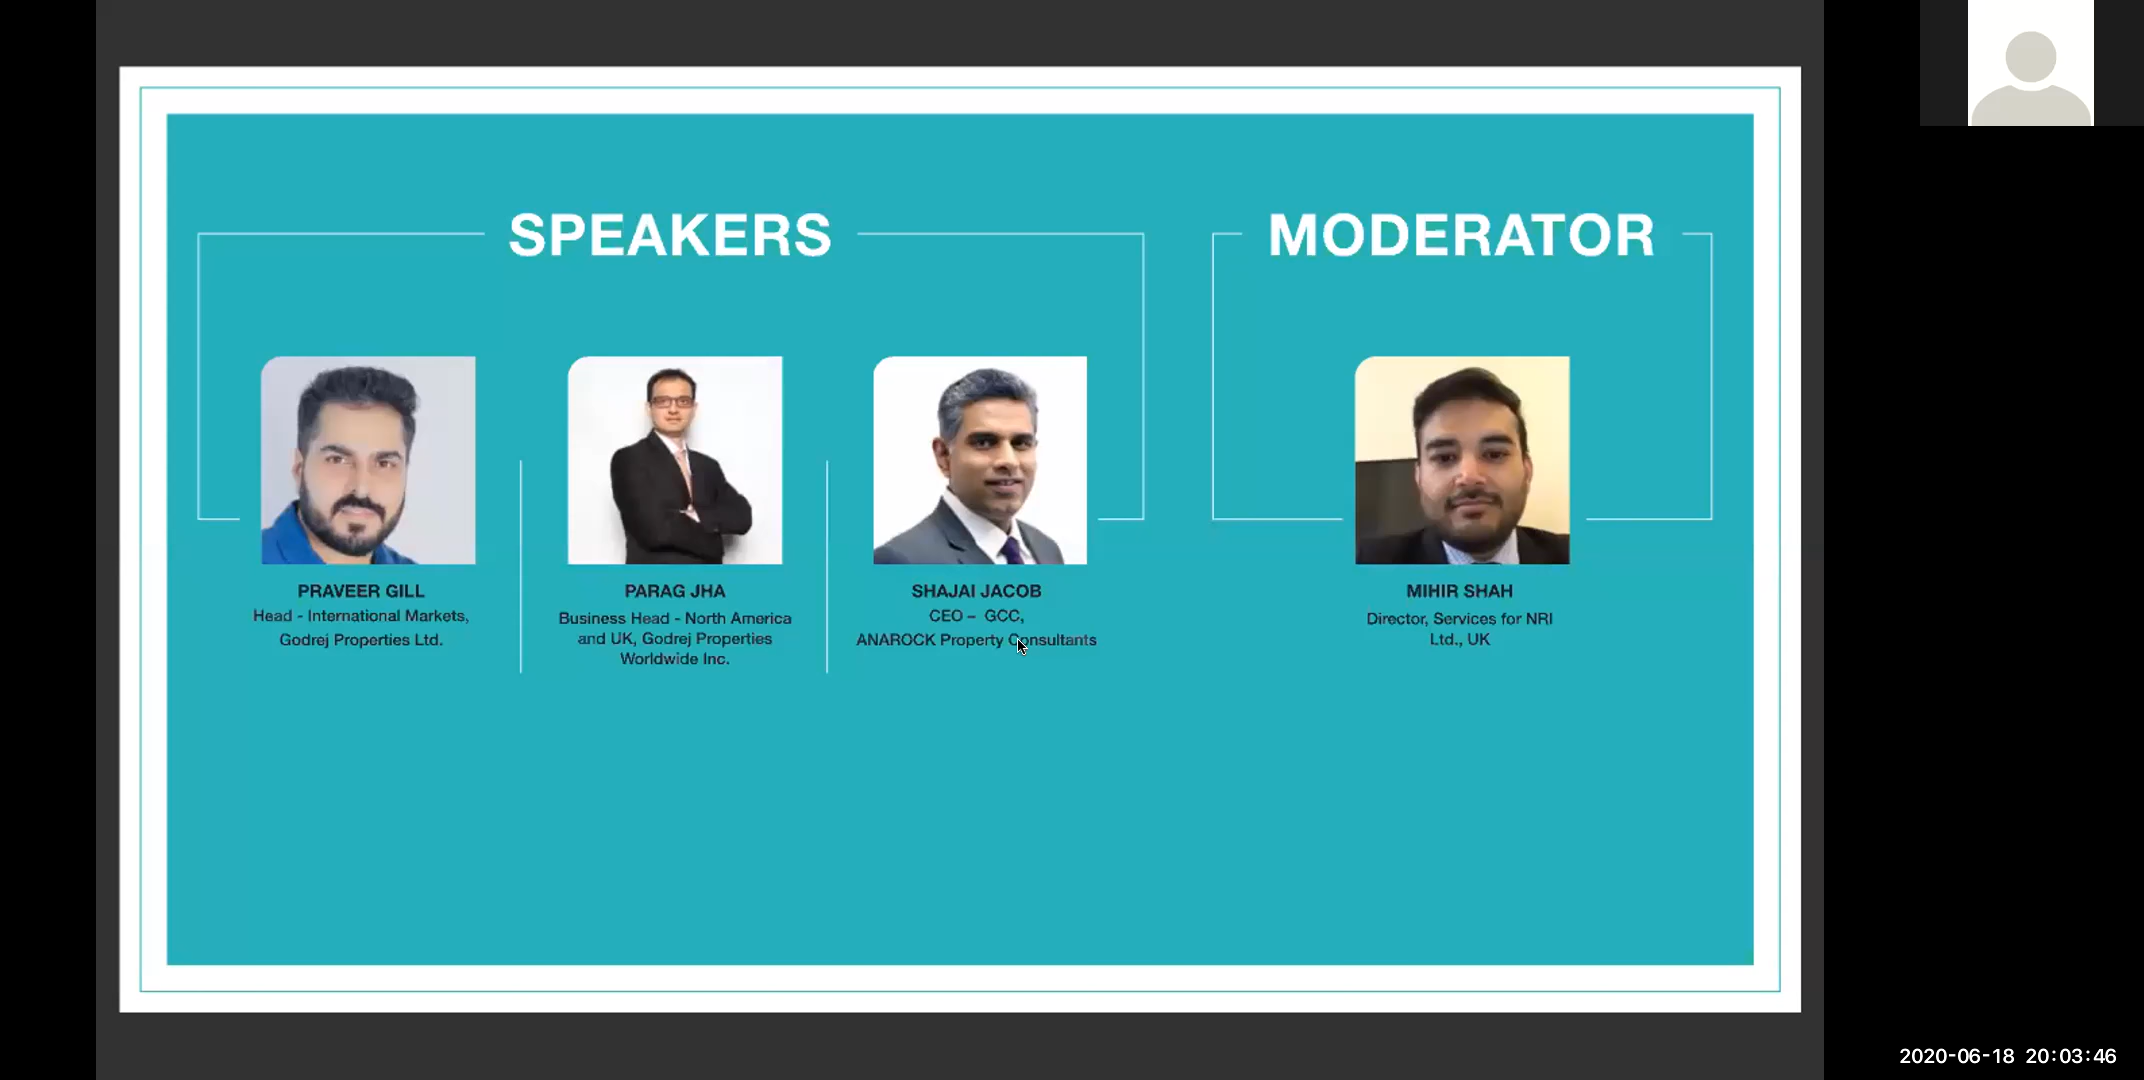 SPEAKERS
MODERATOR
PRAVEER GILL
Head - International Markets,
Godrej Properties Ltd.
PARAG JHA
Business Head - North America
and UK, Godrej Properties
Worldwide Inc.
SHAJAI JACOB
CEO – GCC,
ANAROCK Property Consultants
MIHIR SHAH
Director, Services for NRI
Ltd., UK
2020-06-18 20:03:46